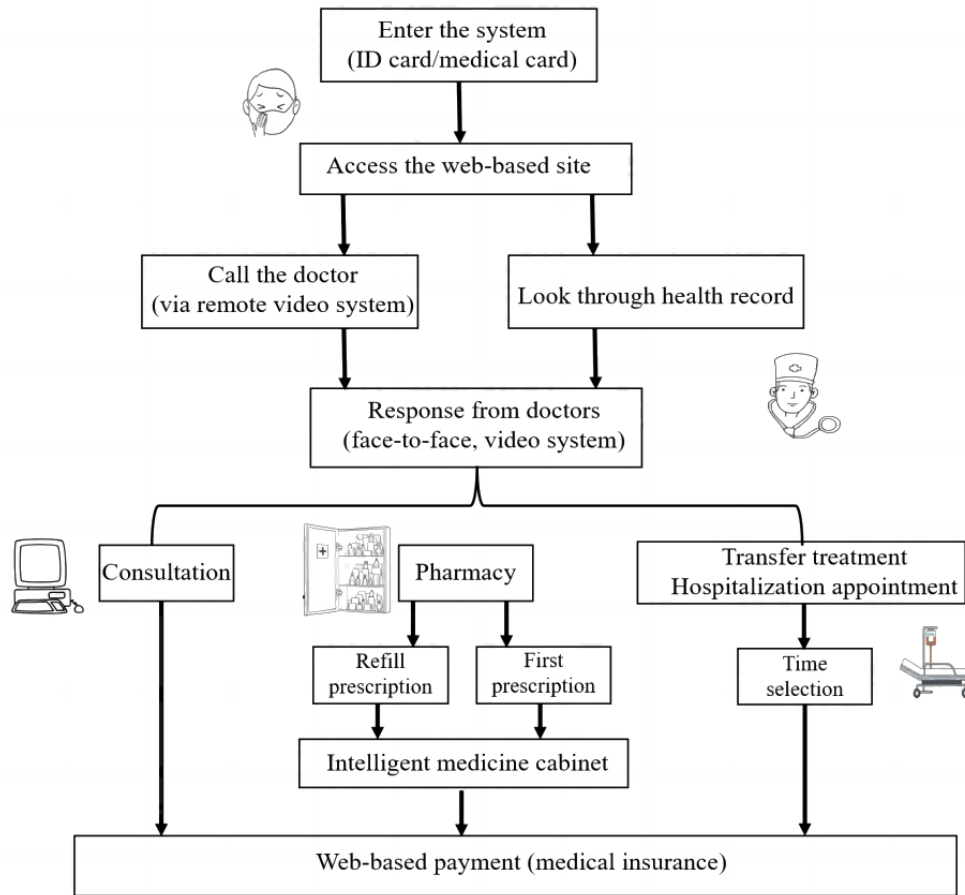 Enter the system
(ID card/medical card)
Access the web-based site
Call the doctor
(via remote video system)
Look through health record
Response from doctors
(face-to-face, video system)
Consultation
Pharmacy
Transfer treatment
Hospitalization appointment
Refill
prescription
First
prescription
Time
selection
Intelligent medicine cabinet
Web-based payment (medical insurance)